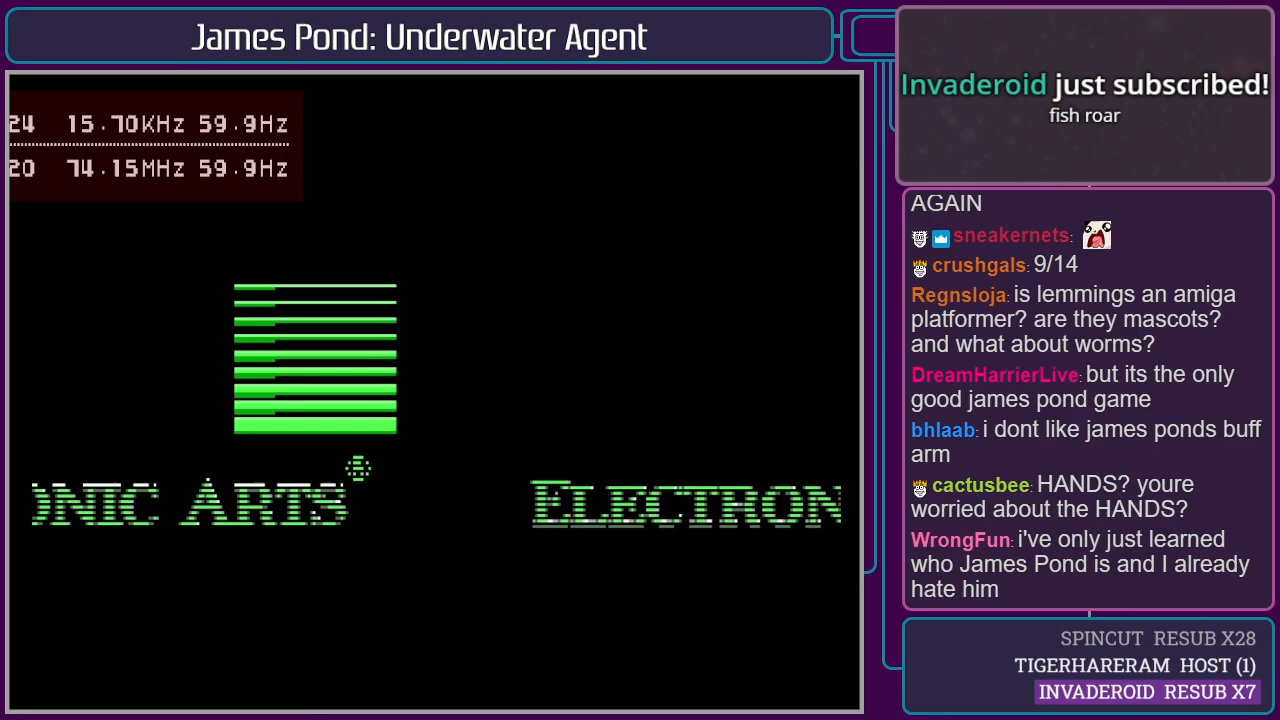 James Pond: Underwater Agent
24 15.70KHz 59.9Hz
20 74.15MHz 59.9Hz
ONIC ARTS® ELECTRON
Invaderoid just subscribed!
fish roar
AGAIN
sneakernets:
crushgals: 9/14
Regnsloja: is lemmings an amiga
platformer? are they mascots?
and what about worms?
DreamHarrierLive: but its the only
good james pond game
bhlaab: i dont like james ponds buff
arm
cactusbee: HANDS? youre
worried about the HANDS?
WrongFun: i've only just learned
who James Pond is and I already
hate him
SPINCUT RESUB X28
TIGERHARERAM HOST (1)
INVADEROID RESUB X7